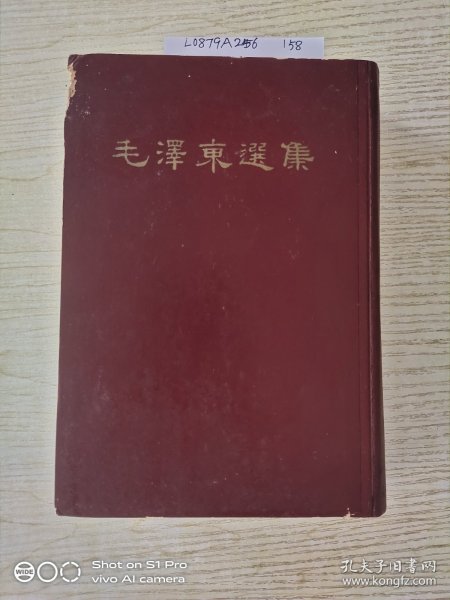 L0879A256 158
毛澤東選集
WIDE
Shot on S1 Pro
vivo AI camera
孔夫子旧书网
www.kongfz.com